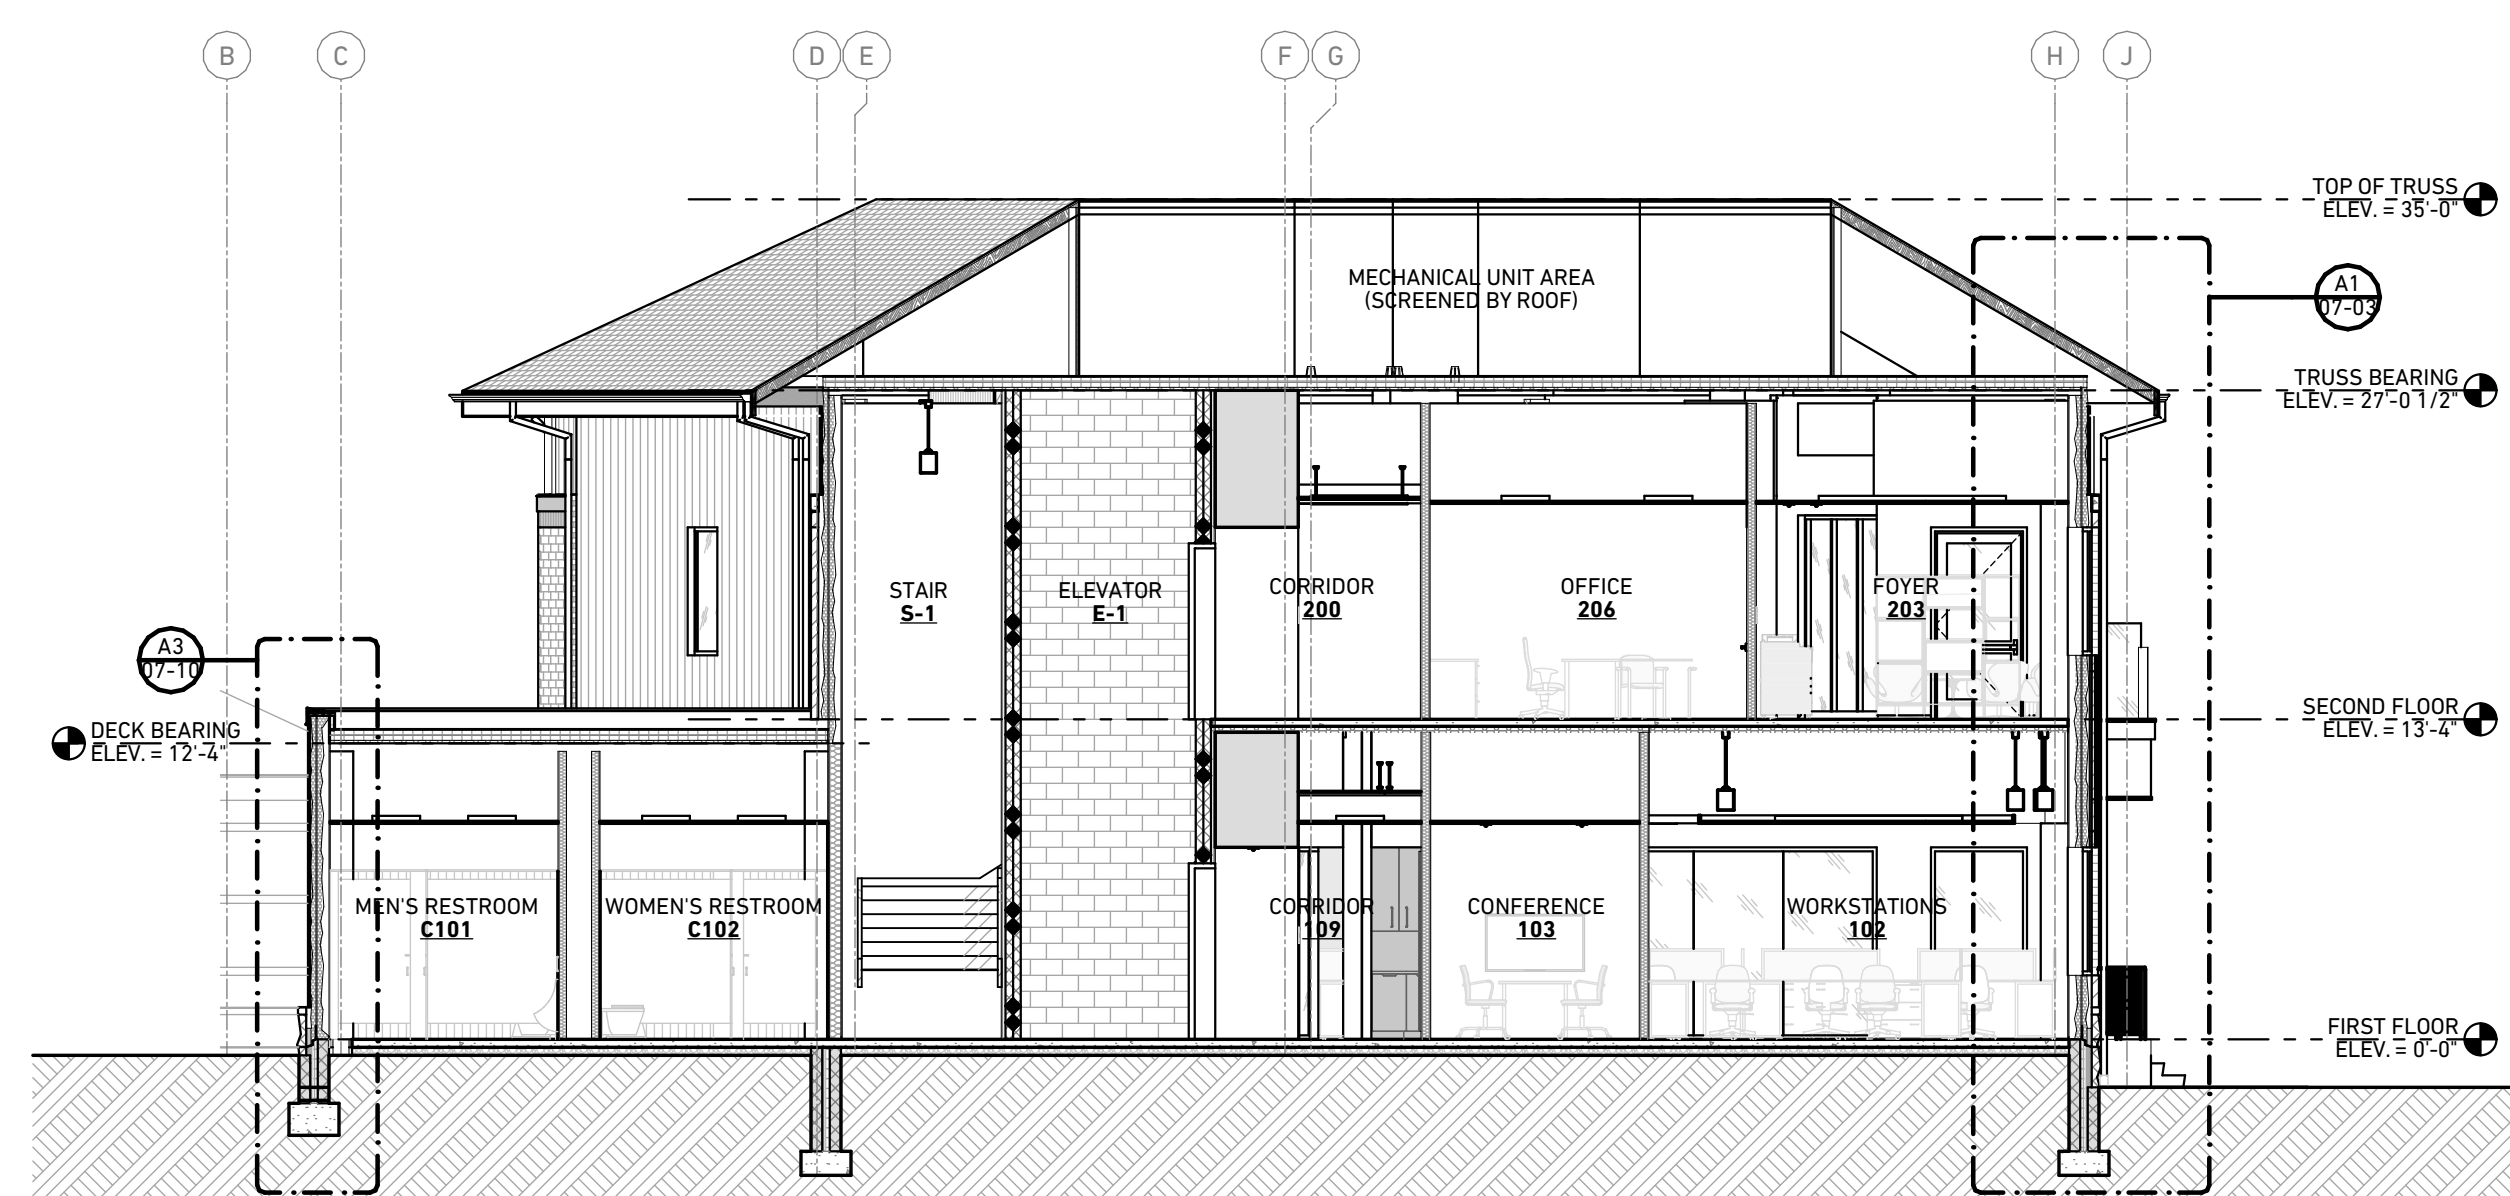 B
C
D
E
F
G
H
J
TOP OF TRUSS
ELEV. = 35'-0"
MECHANICAL UNIT AREA
(SCREENED BY ROOF)
A1
07-03
TRUSS BEARING
ELEV. = 27'-0 1/2"
STAIR
S-1
ELEVATOR
E-1
CORRIDOR
200
OFFICE
206
FOYER
203
A3
07-10
DECK BEARING
ELEV. = 12'-4"
SECOND FLOOR
ELEV. = 13'-4"
MEN'S RESTROOM
C101
WOMEN'S RESTROOM
C102
CORRIDOR
109
CONFERENCE
103
WORKSTATIONS
102
FIRST FLOOR
ELEV. = 0'-0"